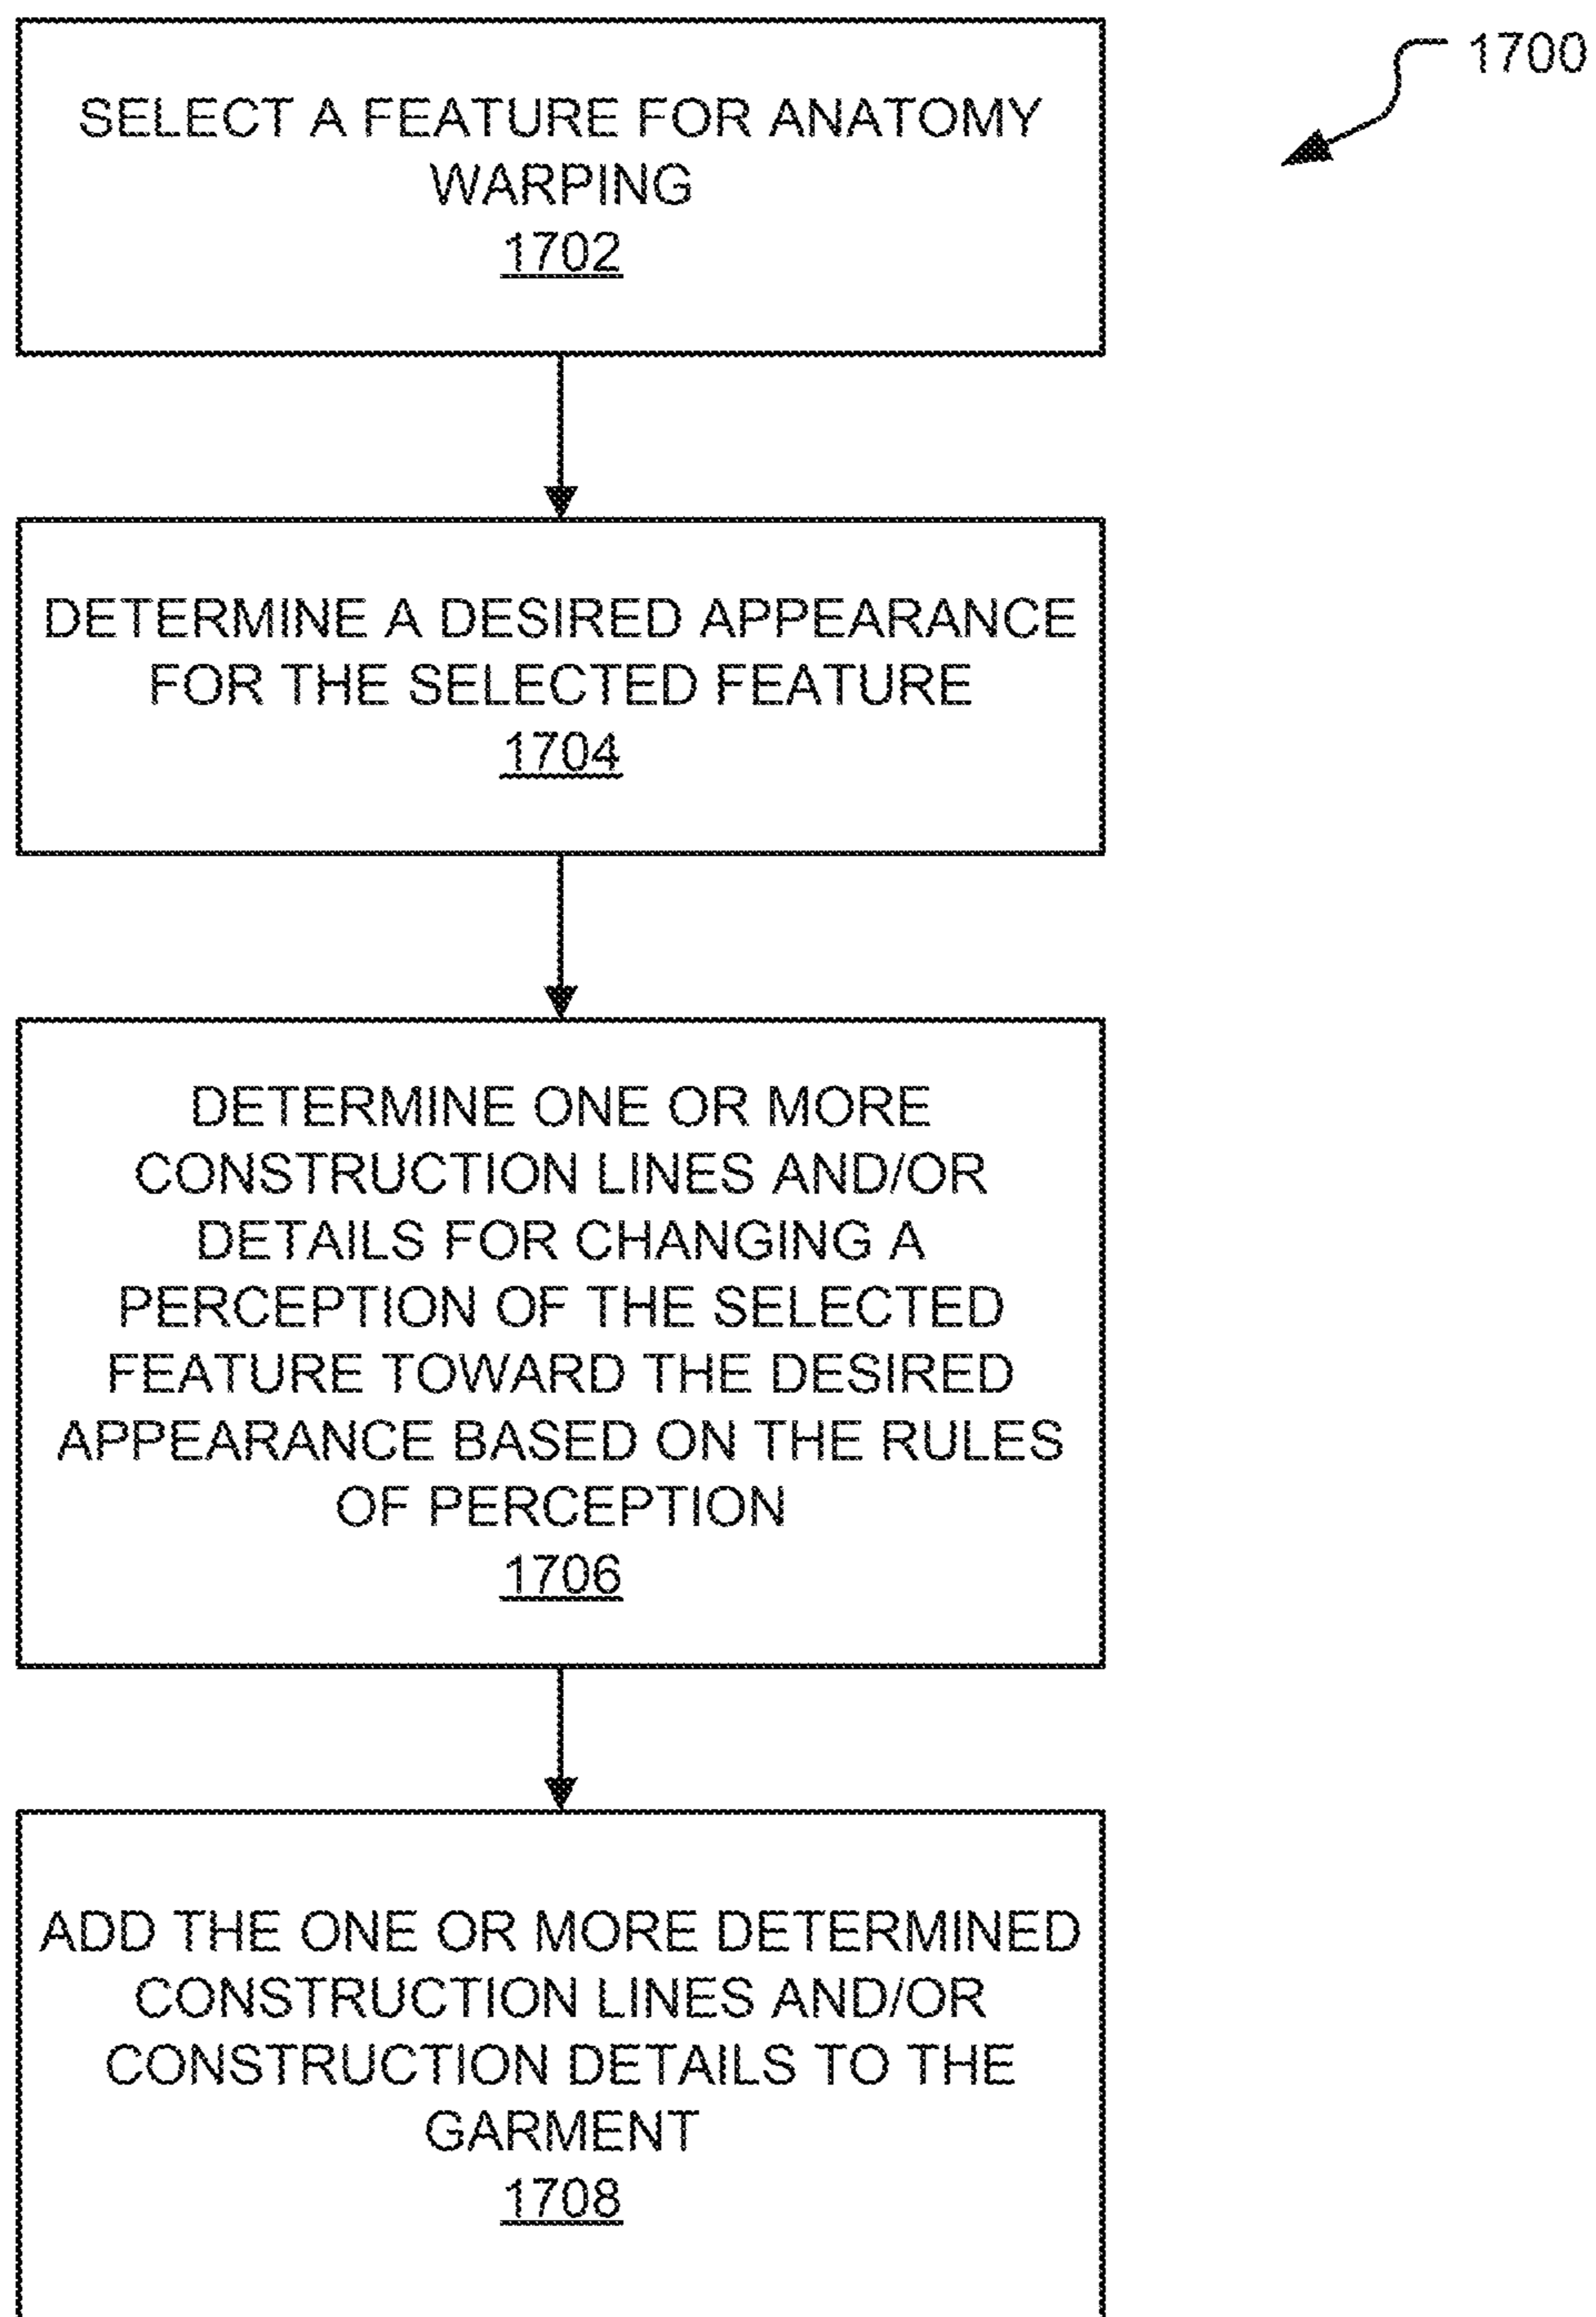 1700
SELECT A FEATURE FOR ANATOMY
WARPING
1702
DETERMINE A DESIRED APPEARANCE
FOR THE SELECTED FEATURE
1704
DETERMINE ONE OR MORE
CONSTRUCTION LINES AND/OR
DETAILS FOR CHANGING A
PERCEPTION OF THE SELECTED
FEATURE TOWARD THE DESIRED
APPEARANCE BASED ON THE RULES
OF PERCEPTION
1706
ADD THE ONE OR MORE DETERMINED
CONSTRUCTION LINES AND/OR
CONSTRUCTION DETAILS TO THE
GARMENT
1708